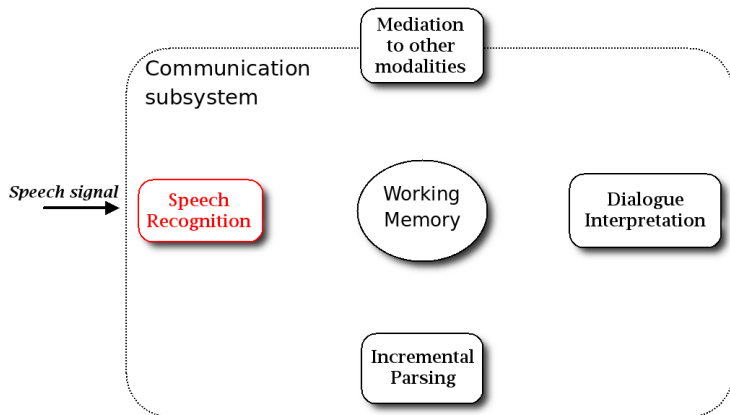 Mediation
to other
modalities
Communication
subsystem
Speech signal
Speech
Recognition
Working
Memory
Dialogue
Interpretation
Incremental
Parsing